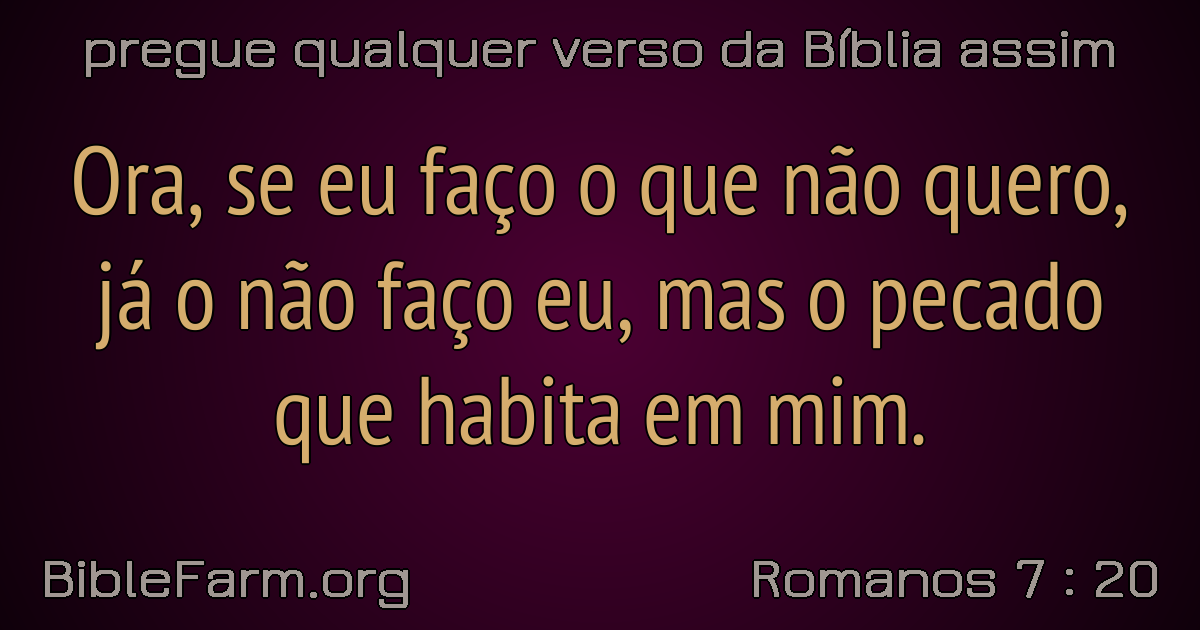 pregue qualquer verso da Bíblia assim
Ora, se eu faço o que não quero,
já o não faço eu, mas o pecado
que habita em mim.
BibleFarm.org
Romanos 7 : 20